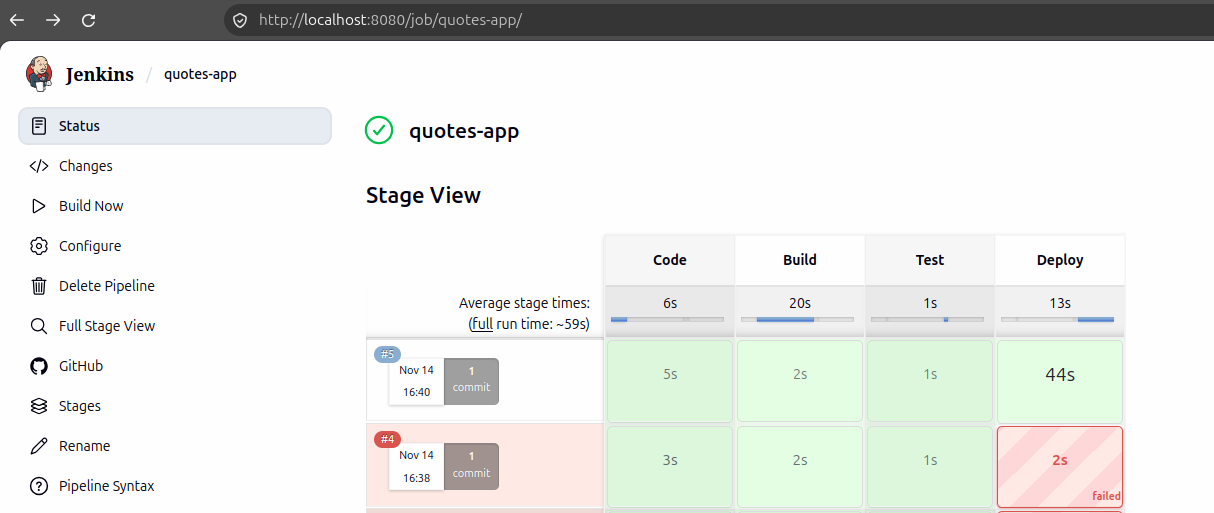 http://localhost:8080/job/quotes-app/
Jenkins / quotes-app
Status
Changes
Build Now
Configure
Delete Pipeline
Full Stage View
GitHub
Stages
Rename
Pipeline Syntax
quotes-app
Stage View
Code Build Test Deploy
Average stage times: 6s 20s 1s 13s
(full run time: ~59s)
#5
Nov 14 1
16:40 commit
5s 2s 1s 44s
#4
Nov 14 1
16:38 commit
3s 2s 1s 2s
failed